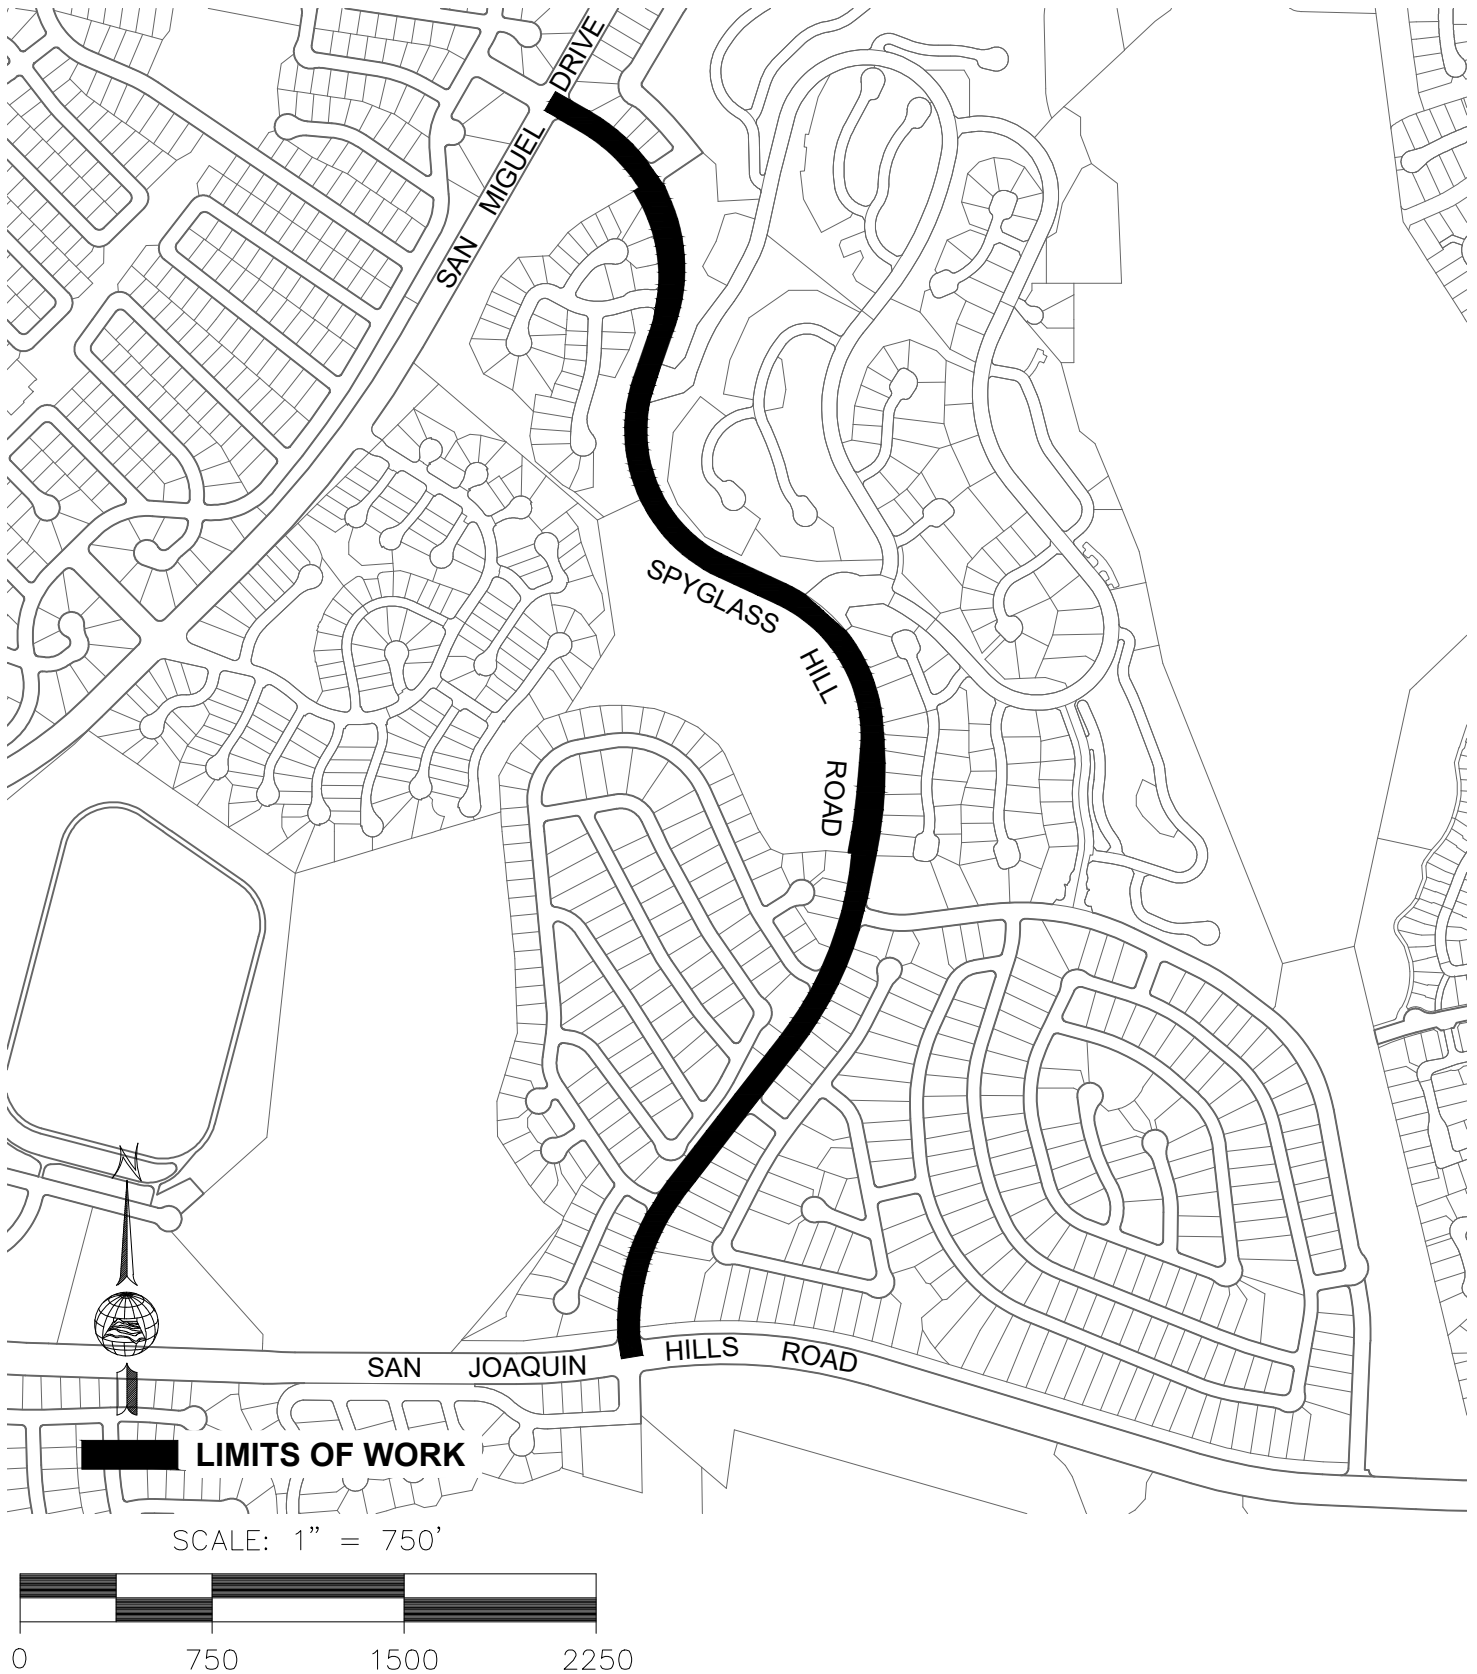 SAN MIGUEL DRIVE
SPYGLASS HILL ROAD
SAN JOAQUIN HILLS ROAD
N
LIMITS OF WORK
SCALE: 1" = 750'
0 750 1500 2250